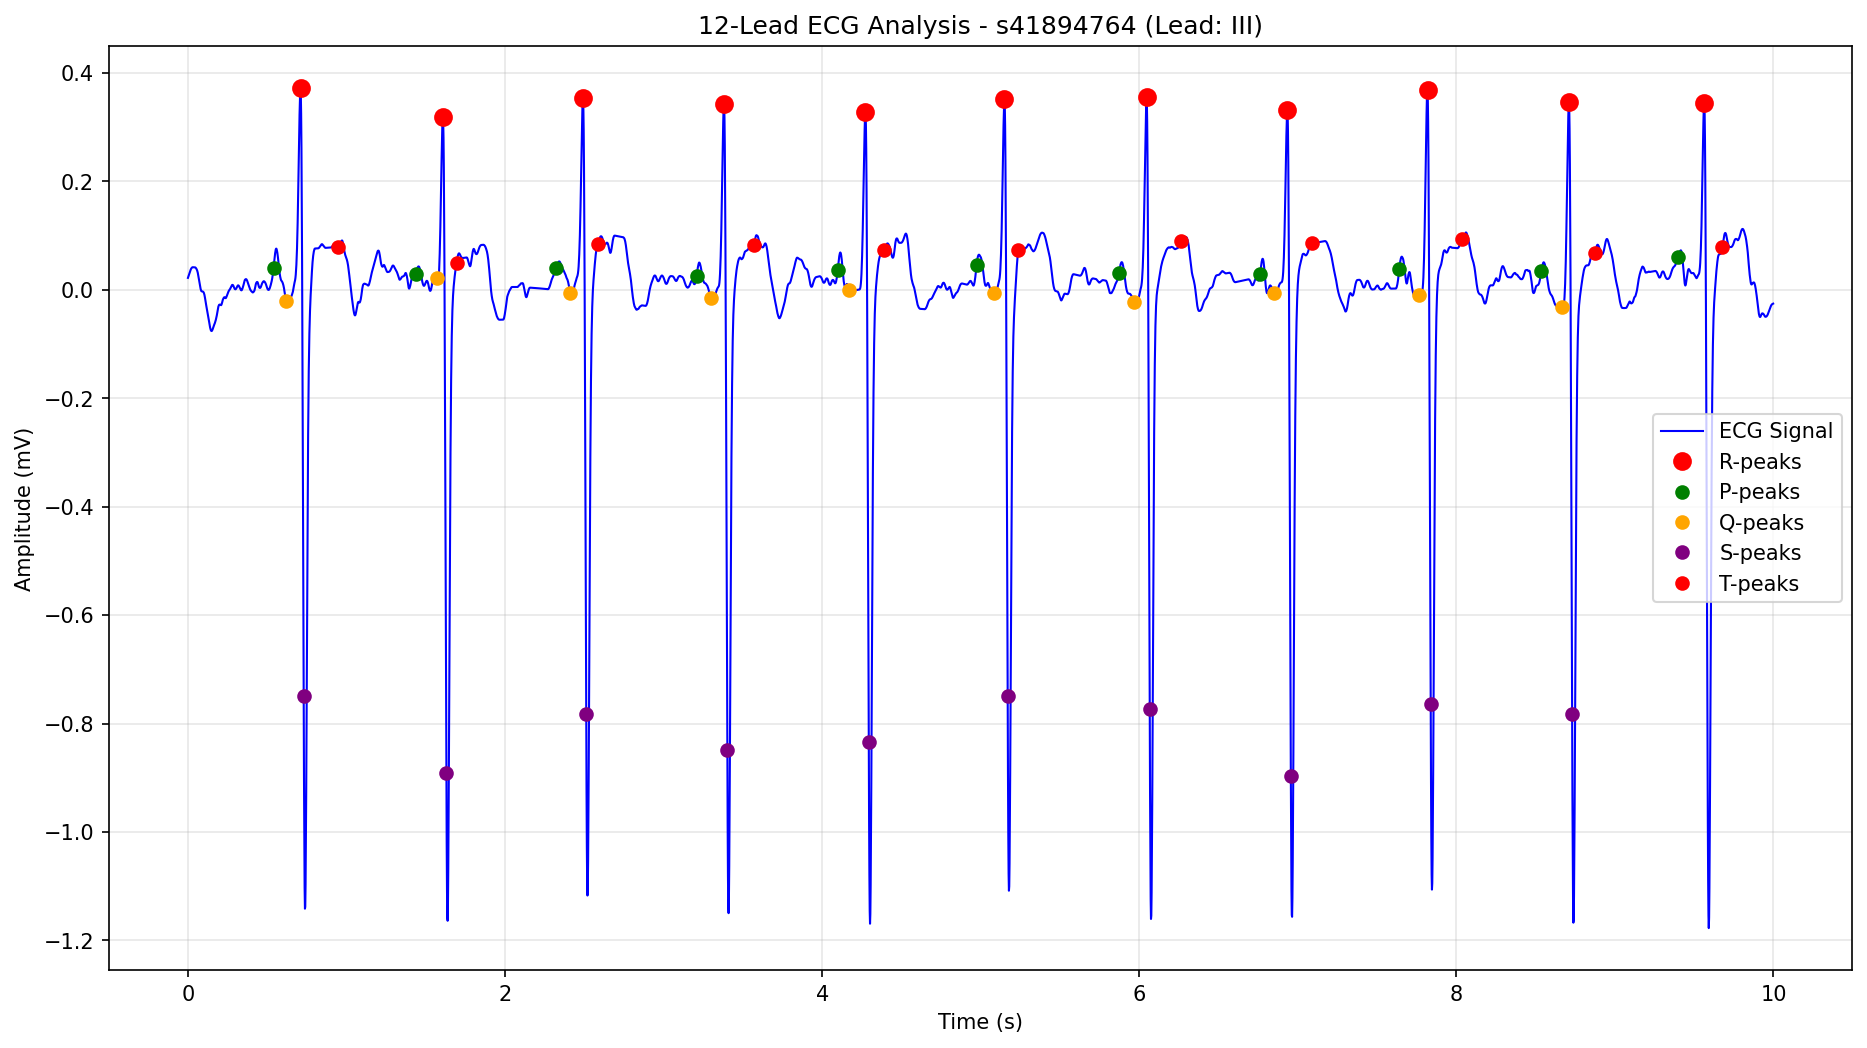 12-Lead ECG Analysis - s41894764 (Lead: III)
Amplitude (mV)
0.4
0.2
0.0
−0.2
−0.4
−0.6
−0.8
−1.0
−1.2
ECG Signal
R-peaks
P-peaks
Q-peaks
S-peaks
T-peaks
0 2 4 6 8 10
Time (s)